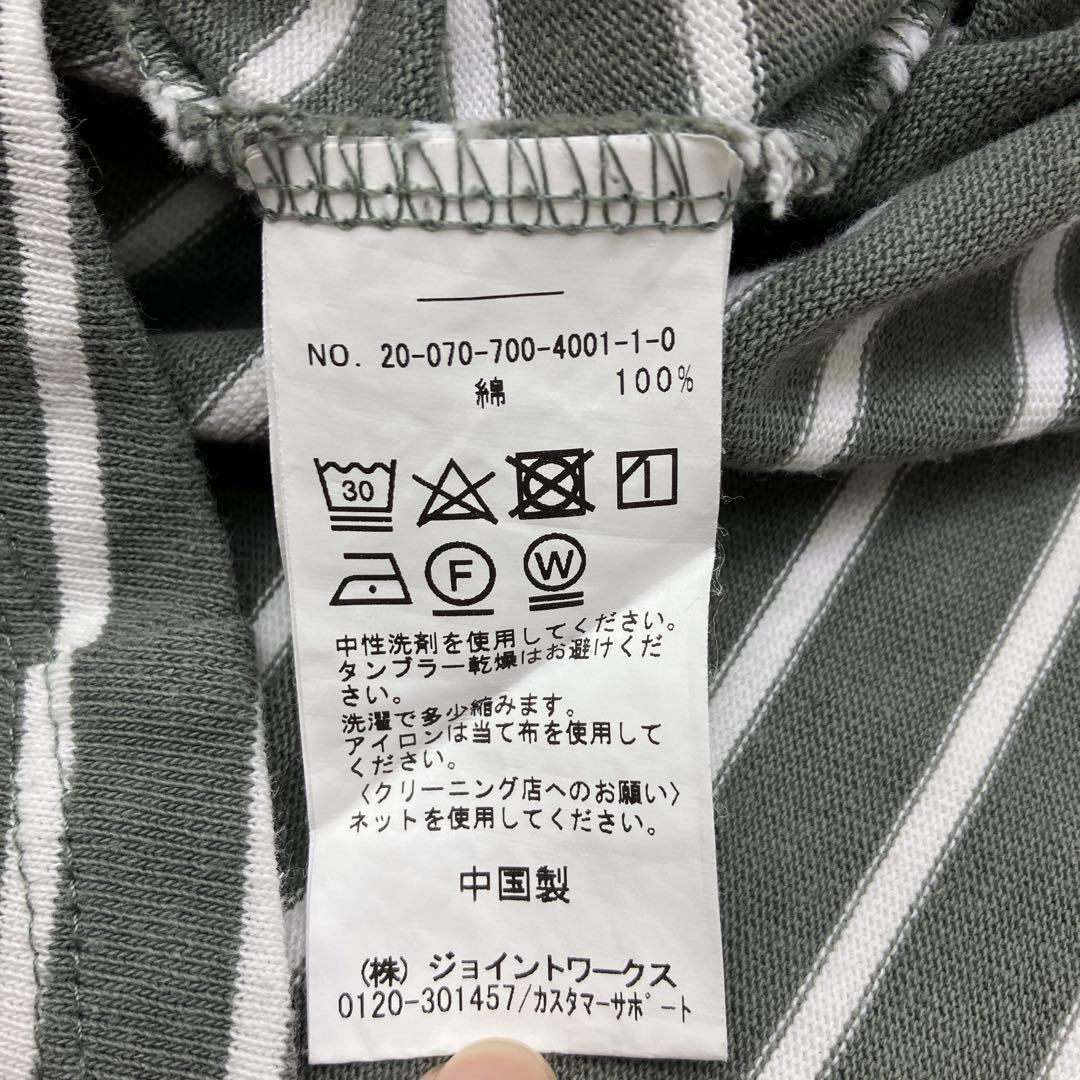 NO. 20-070-700-4001-1-0
綿 100%
30
F W
中性洗剤を使用してください。
タンブラー乾燥はお避けくだ
さい。
洗濯で多少縮みます。
アイロンは当て布を使用して
ください。
〈クリーニング店へのお願い〉
ネットを使用してください。
中国製
(株) ジョイントワークス
0120-301457/カスタマーサポート